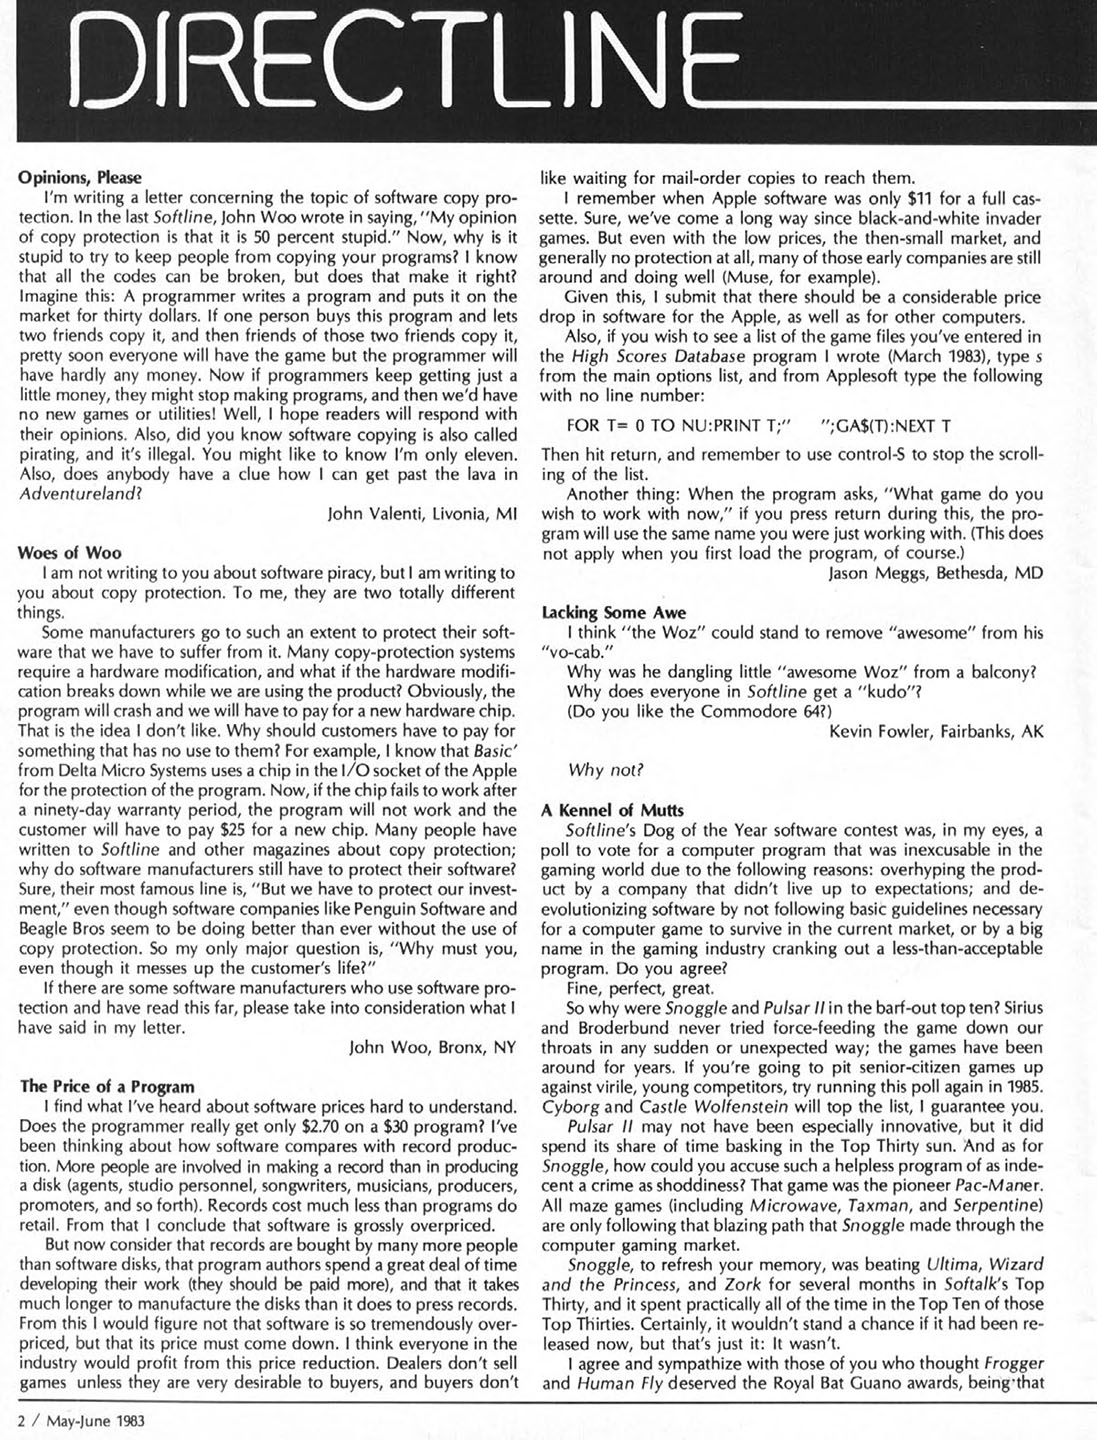 DIRECTLINE
Opinions, Please
I'm writing a letter concerning the topic of software copy pro-
tection. In the last Softline, John Woo wrote in saying, "My opinion
of copy protection is that it is 50 percent stupid." Now, why is it
stupid to try to keep people from copying your programs? I know
that all the codes can be broken, but does that make it right?
Imagine this: A programmer writes a program and puts it on the
market for thirty dollars. If one person buys this program and lets
two friends copy it, and then friends of those two friends copy it,
pretty soon everyone will have the game but the programmer will
have hardly any money. Now if programmers keep getting just a
little money, they might stop making programs, and then we'd have
no new games or utilities! Well, I hope readers will respond with
their opinions. Also, did you know software copying is also called
pirating, and it's illegal. You might like to know I'm only eleven.
Also, does anybody have a clue how I can get past the lava in
Adventureland?
John Valenti, Livonia, MI
Woes of Woo
I am not writing to you about software piracy, but I am writing to
you about copy protection. To me, they are two totally different
things.
Some manufacturers go to such an extent to protect their soft-
ware that we have to suffer from it. Many copy-protection systems
require a hardware modification, and what if the hardware modifi-
cation breaks down while we are using the product? Obviously, the
program will crash and we will have to pay for a new hardware chip.
That is the idea I don't like. Why should customers have to pay for
something that has no use to them? For example, I know that Basic'
from Delta Micro Systems uses a chip in the I/O socket of the Apple
for the protection of the program. Now, if the chip fails to work after
a ninety-day warranty period, the program will not work and the
customer will have to pay $25 for a new chip. Many people have
written to Softline and other magazines about copy protection;
why do software manufacturers still have to protect their software?
Sure, their most famous line is, "But we have to protect our invest-
ment," even though software companies like Penguin Software and
Beagle Bros seem to be doing better than ever without the use of
copy protection. So my only major question is, "Why must you,
even though it messes up the customer's life?"
If there are some software manufacturers who use software pro-
tection and have read this far, please take into consideration what I
have said in my letter.
John Woo, Bronx, NY
The Price of a Program
I find what I've heard about software prices hard to understand.
Does the programmer really get only $2.70 on a $30 program? I've
been thinking about how software compares with record produc-
tion. More people are involved in making a record than in producing
a disk (agents, studio personnel, songwriters, musicians, producers,
promoters, and so forth). Records cost much less than programs do
retail. From that I conclude that software is grossly overpriced.
But now consider that records are bought by many more people
than software disks, that program authors spend a great deal of time
developing their work (they should be paid more), and that it takes
much longer to manufacture the disks than it does to press records.
From this I would figure not that software is so tremendously over-
priced, but that its price must come down. I think everyone in the
industry would profit from this price reduction. Dealers don't sell
games unless they are very desirable to buyers, and buyers don't
like waiting for mail-order copies to reach them.
I remember when Apple software was only $11 for a full cas-
sette. Sure, we've come a long way since black-and-white invader
games. But even with the low prices, the then-small market, and
generally no protection at all, many of those early companies are still
around and doing well (Muse, for example).
Given this, I submit that there should be a considerable price
drop in software for the Apple, as well as for other computers.
Also, if you wish to see a list of the game files you've entered in
the High Scores Database program I wrote (March 1983), type s
from the main options list, and from Applesoft type the following
with no line number:
FOR T= 0 TO NU:PRINT T;" ";GA$(T):NEXT T
Then hit return, and remember to use control-S to stop the scroll-
ing of the list.
Another thing: When the program asks, "What game do you
wish to work with now," if you press return during this, the pro-
gram will use the same name you were just working with. (This does
not apply when you first load the program, of course.)
Jason Meggs, Bethesda, MD
Lacking Some Awe
I think "the Woz" could stand to remove "awesome" from his
"vo-cab."
Why was he dangling little "awesome Woz" from a balcony?
Why does everyone in Softline get a "kudo"?
(Do you like the Commodore 64?)
Kevin Fowler, Fairbanks, AK
Why not?
A Kennel of Mutts
Softline's Dog of the Year software contest was, in my eyes, a
poll to vote for a computer program that was inexcusable in the
gaming world due to the following reasons: overhyping the prod-
uct by a company that didn't live up to expectations; and de-
evolutionizing software by not following basic guidelines necessary
for a computer game to survive in the current market, or by a big
name in the gaming industry cranking out a less-than-acceptable
program. Do you agree?
Fine, perfect, great.
So why were Snoggle and Pulsar II in the barf-out top ten? Sirius
and Broderbund never tried force-feeding the game down our
throats in any sudden or unexpected way; the games have been
around for years. If you're going to pit senior-citizen games up
against virile, young competitors, try running this poll again in 1985.
Cyborg and Castle Wolfenstein will top the list, I guarantee you.
Pulsar II may not have been especially innovative, but it did
spend its share of time basking in the Top Thirty sun. And as for
Snoggle, how could you accuse such a helpless program of as inde-
cent a crime as shoddiness? That game was the pioneer Pac-Maner.
All maze games (including Microwave, Taxman, and Serpentine)
are only following that blazing path that Snoggle made through the
computer gaming market.
Snoggle, to refresh your memory, was beating Ultima, Wizard
and the Princess, and Zork for several months in Softalk's Top
Thirty, and it spent practically all of the time in the Top Ten of those
Top Thirties. Certainly, it wouldn't stand a chance if it had been re-
leased now, but that's just it: It wasn't.
I agree and sympathize with those of you who thought Frogger
and Human Fly deserved the Royal Bat Guano awards, being that
2 / May-June 1983